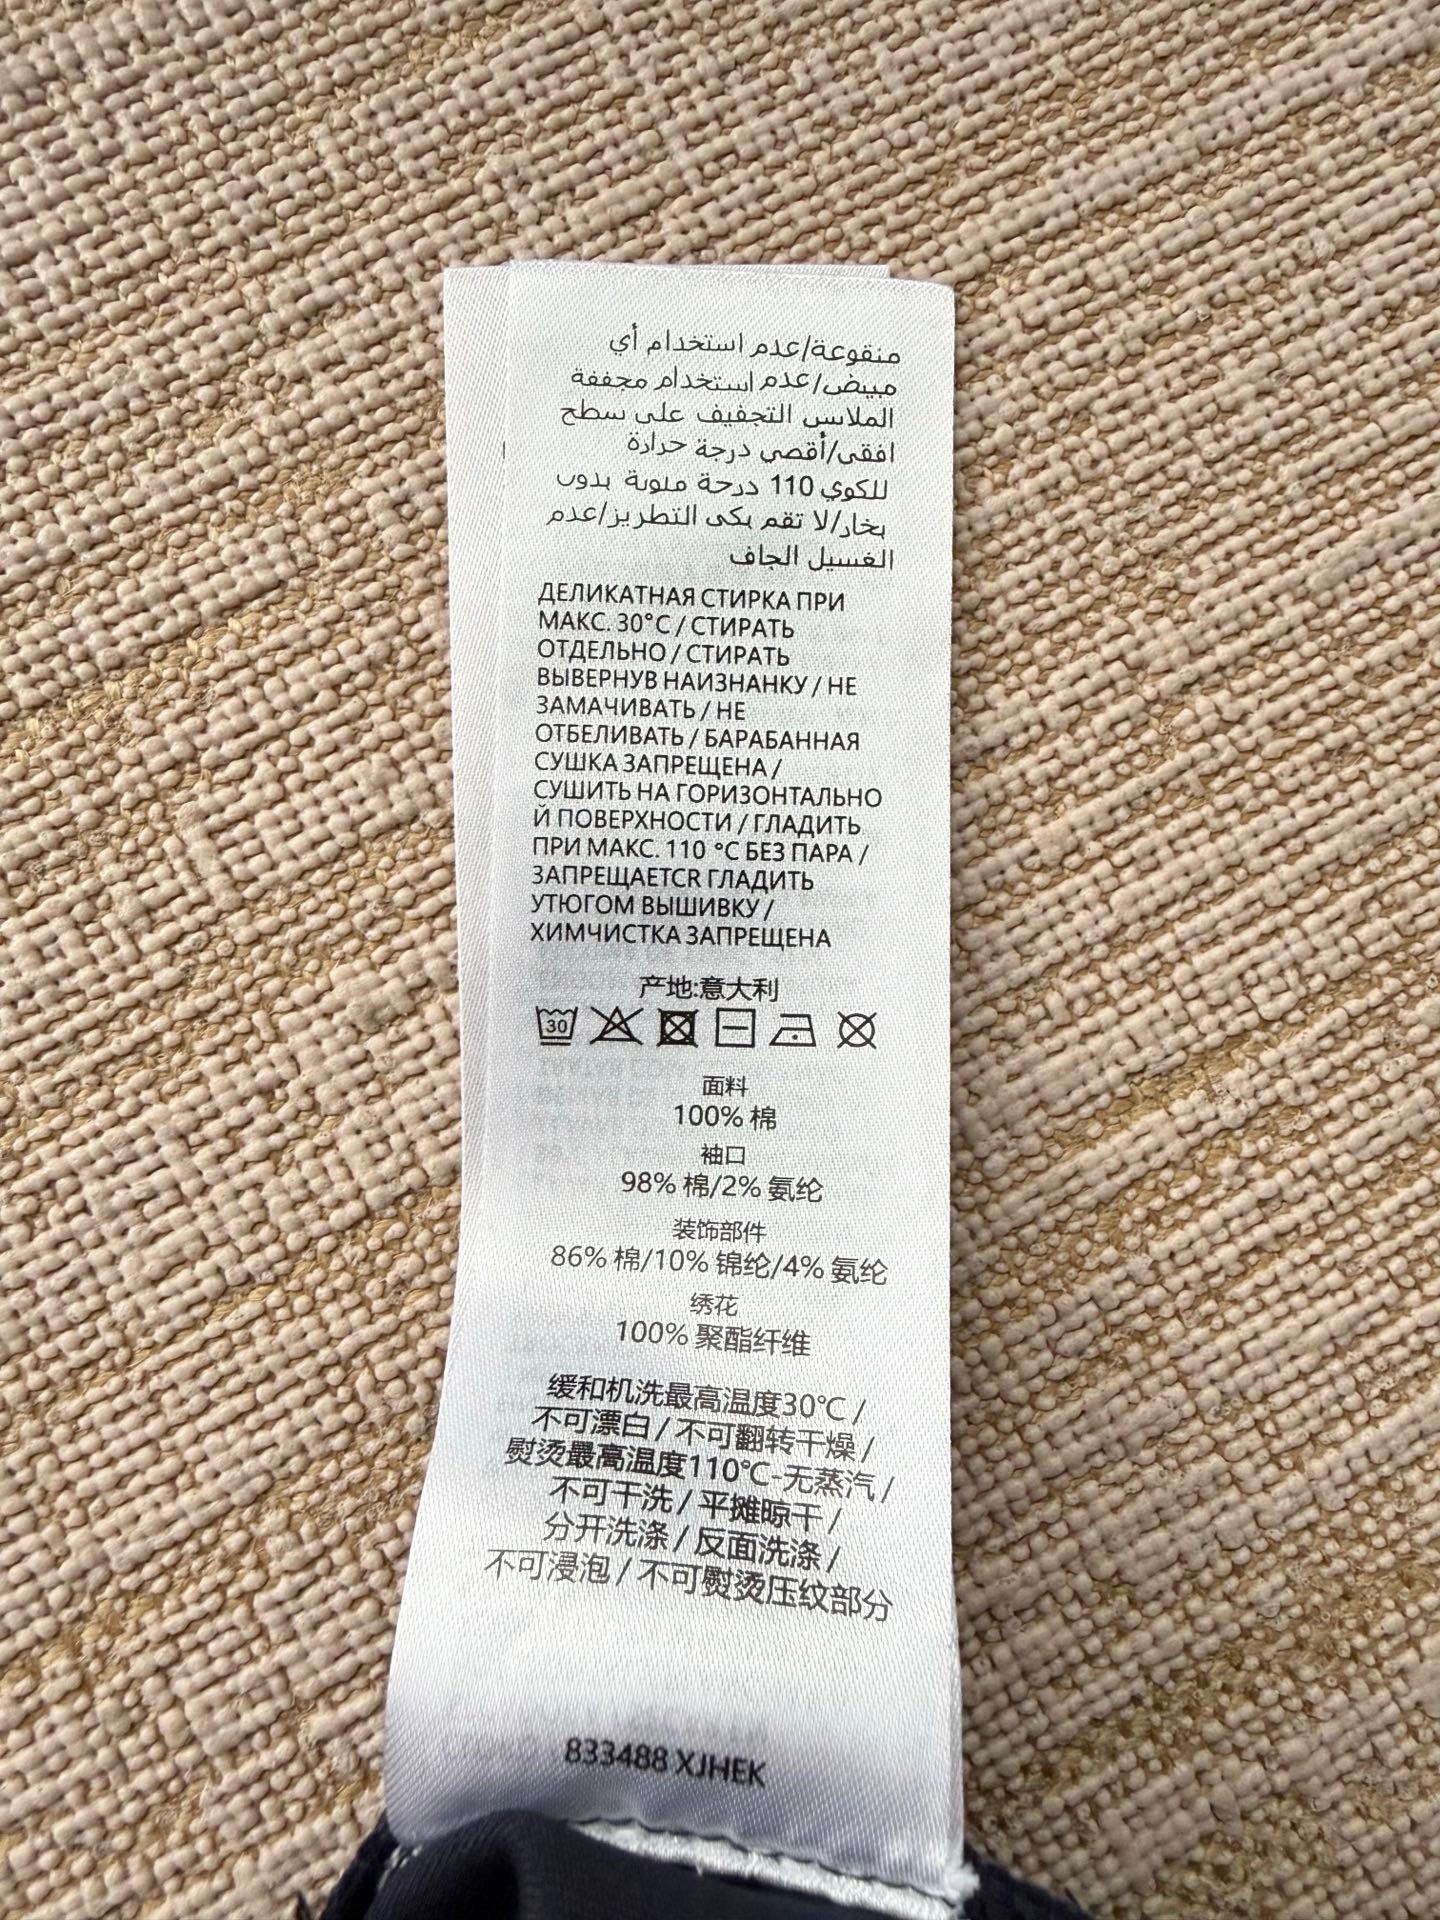 منقوعة/عدم استخدام أي
مبيض/عدم استخدام مجففة
الملابس التجفيف على سطح
افقى/أقصي درجة حرارة
للكوي 110 درجة مئوية بدون
بخار/لا تقم بكى التطريز/عدم
الغسيل الجاف
ДЕЛИКАТНАЯ СТИРКА ПРИ
МАКС. 30°C / СТИРАТЬ
ОТДЕЛЬНО / СТИРАТЬ
ВЫВЕРНУВ НАИЗНАНКУ / НЕ
ЗАМАЧИВАТЬ / НЕ
ОТБЕЛИВАТЬ / БАРАБАННАЯ
СУШКА ЗАПРЕЩЕНА /
СУШИТЬ НА ГОРИЗОНТАЛЬНО
Й ПОВЕРХНОСТИ / ГЛАДИТЬ
ПРИ МАКС. 110 °C БЕЗ ПАРА /
ЗАПРЕЩАЕТСR ГЛАДИТЬ
УТЮГОМ ВЫШИВКУ /
ХИМЧИСТКА ЗАПРЕЩЕНА
产地:意大利
30
面料
100% 棉
袖口
98% 棉/2% 氨纶
装饰部件
86% 棉/10% 锦纶/4% 氨纶
绣花
100% 聚酯纤维
缓和机洗最高温度30℃ /
不可漂白 / 不可翻转干燥 /
熨烫最高温度110℃-无蒸汽 /
不可干洗 / 平摊晾干 /
分开洗涤 / 反面洗涤 /
不可浸泡 / 不可熨烫压纹部分
833488 XJHEK